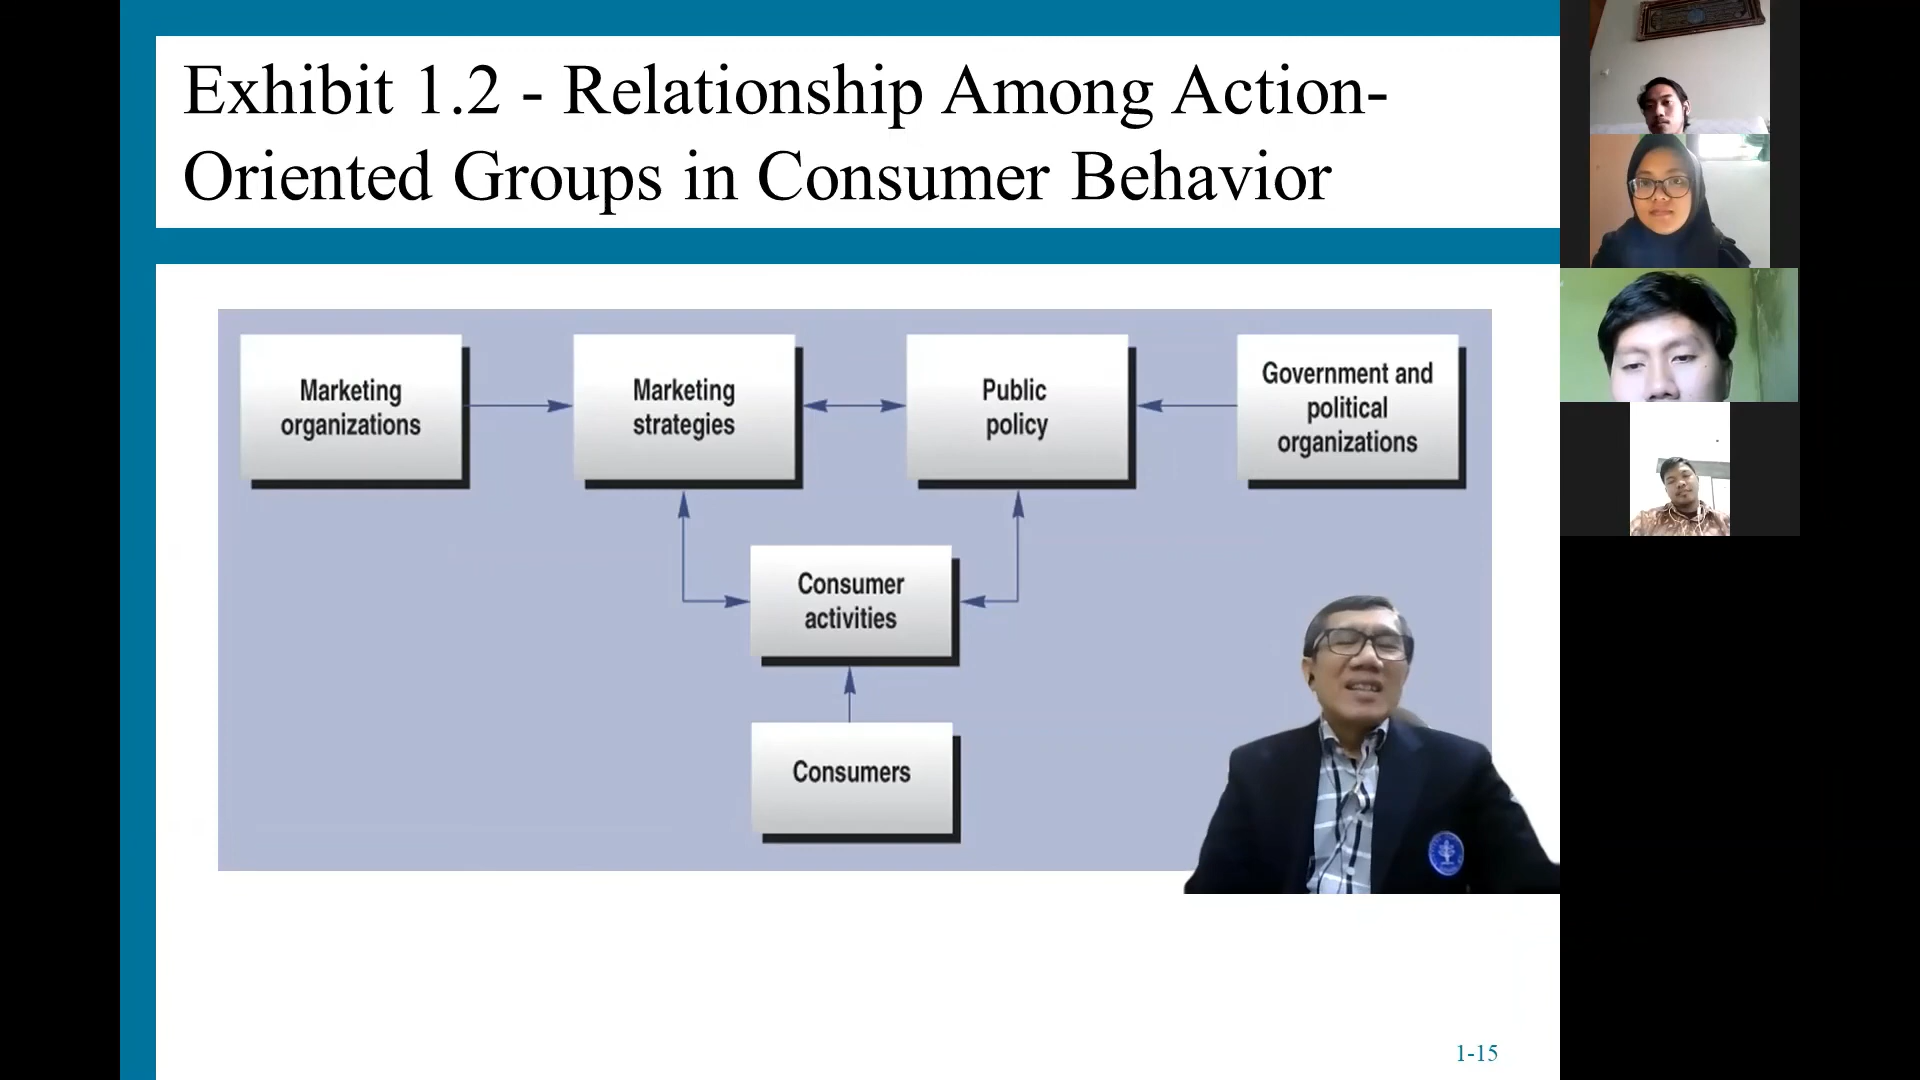 Exhibit 1.2 - Relationship Among Action-
Oriented Groups in Consumer Behavior
Marketing
organizations
Marketing
strategies
Public
policy
Government and
political
organizations
Consumer
activities
Consumers
1-15